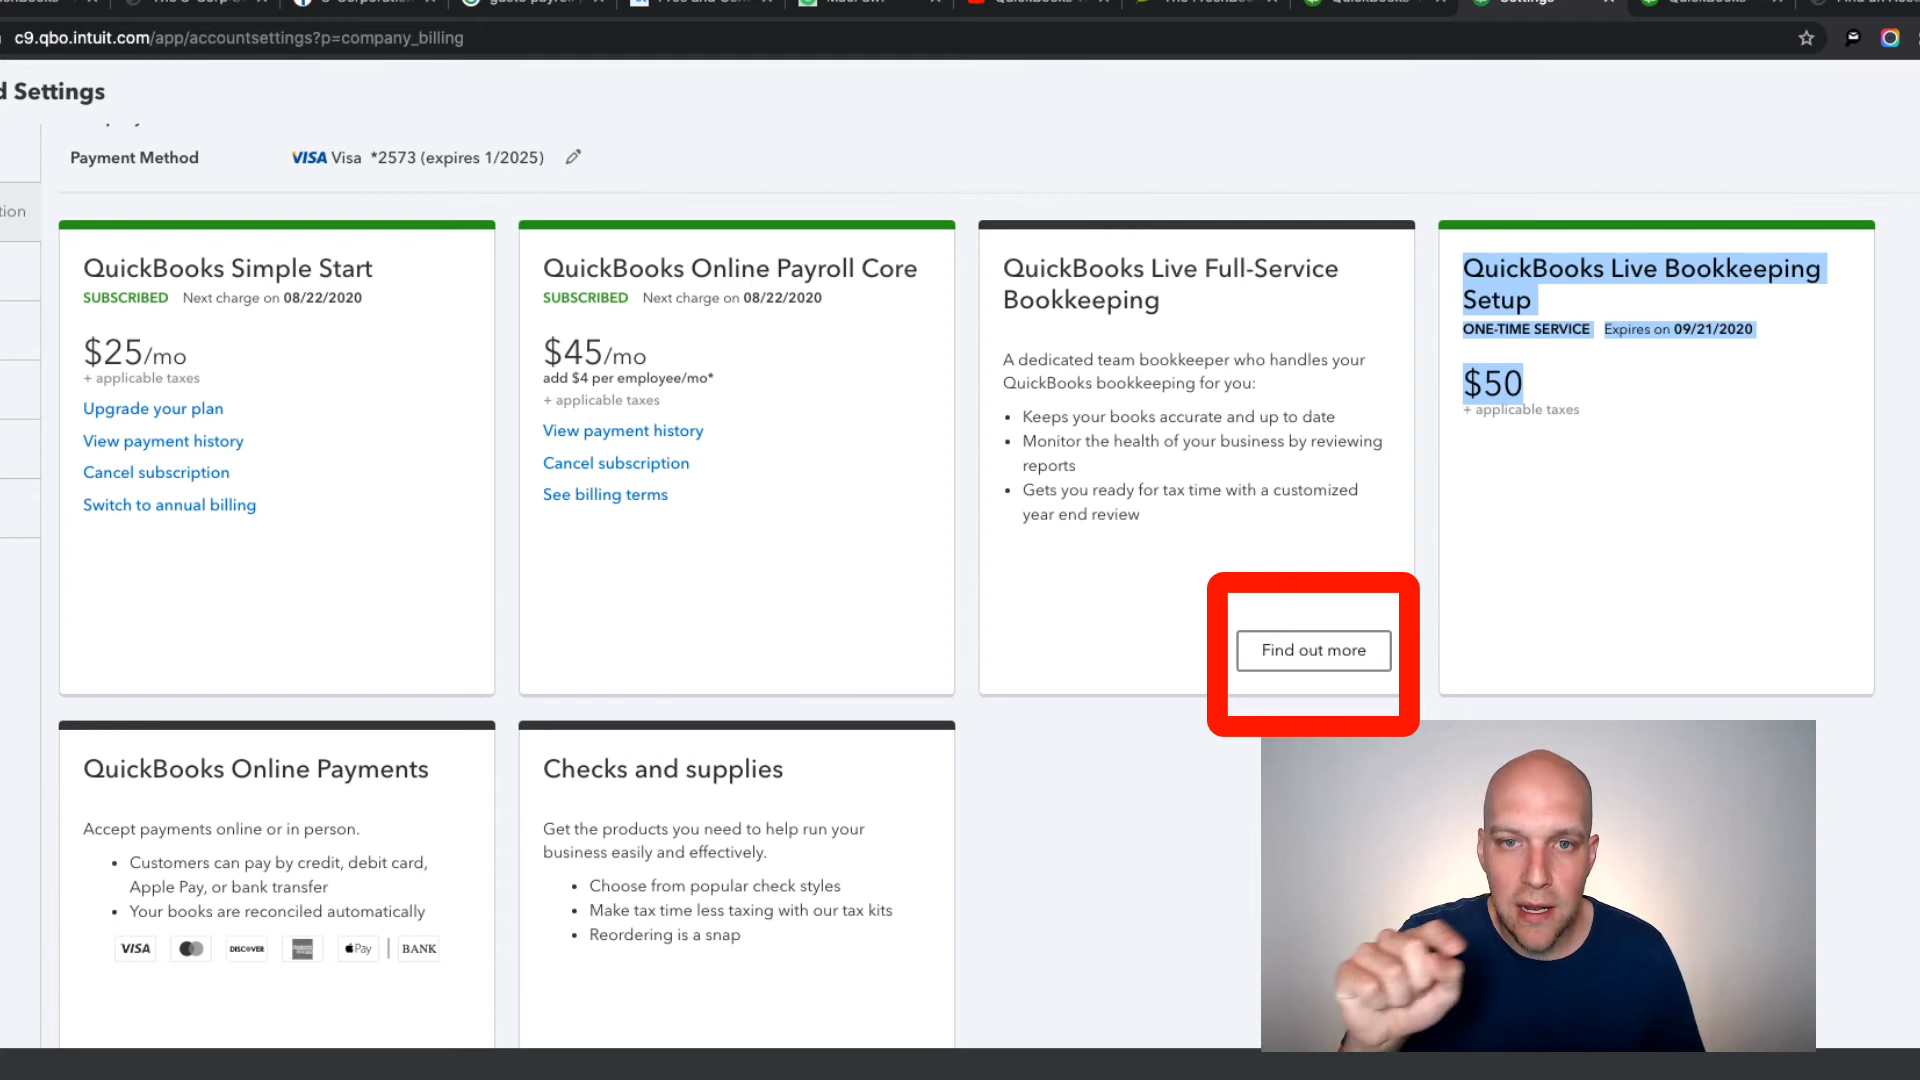 c9.qbo.intuit.com/app/accountsettings?p=company_billing
Settings
Payment Method
VISA Visa *2573 (expires 1/2025)
tion
QuickBooks Simple Start
SUBSCRIBED Next charge on 08/22/2020
$25/mo
+ applicable taxes
Upgrade your plan
View payment history
Cancel subscription
Switch to annual billing
QuickBooks Online Payroll Core
SUBSCRIBED Next charge on 08/22/2020
$45/mo
add $4 per employee/mo*
+ applicable taxes
View payment history
Cancel subscription
See billing terms
QuickBooks Live Full-Service
Bookkeeping
A dedicated team bookkeeper who handles your
QuickBooks bookkeeping for you:
• Keeps your books accurate and up to date
• Monitor the health of your business by reviewing
reports
• Gets you ready for tax time with a customized
year end review
Find out more
QuickBooks Live Bookkeeping
Setup
ONE-TIME SERVICE Expires on 09/21/2020
$50
+ applicable taxes
QuickBooks Online Payments
Accept payments online or in person.
• Customers can pay by credit, debit card,
Apple Pay, or bank transfer
• Your books are reconciled automatically
VISA DISCOVER Pay BANK
Checks and supplies
Get the products you need to help run your
business easily and effectively.
• Choose from popular check styles
• Make tax time less taxing with our tax kits
• Reordering is a snap